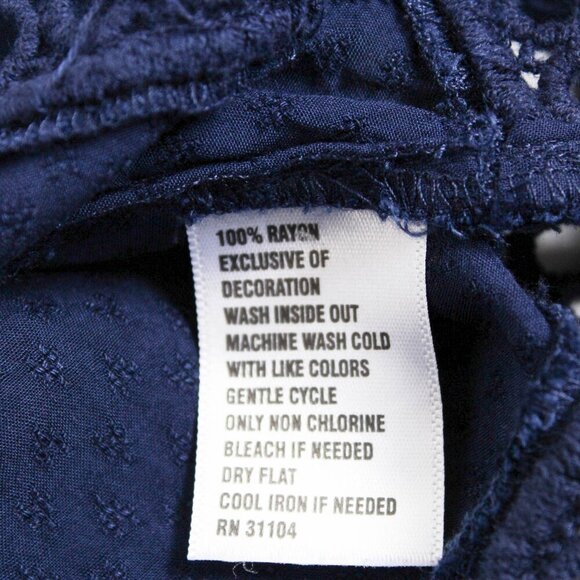 100% RAYON
EXCLUSIVE OF
DECORATION
WASH INSIDE OUT
MACHINE WASH COLD
WITH LIKE COLORS
GENTLE CYCLE
ONLY NON CHLORINE
BLEACH IF NEEDED
DRY FLAT
COOL IRON IF NEEDED
RN 31104